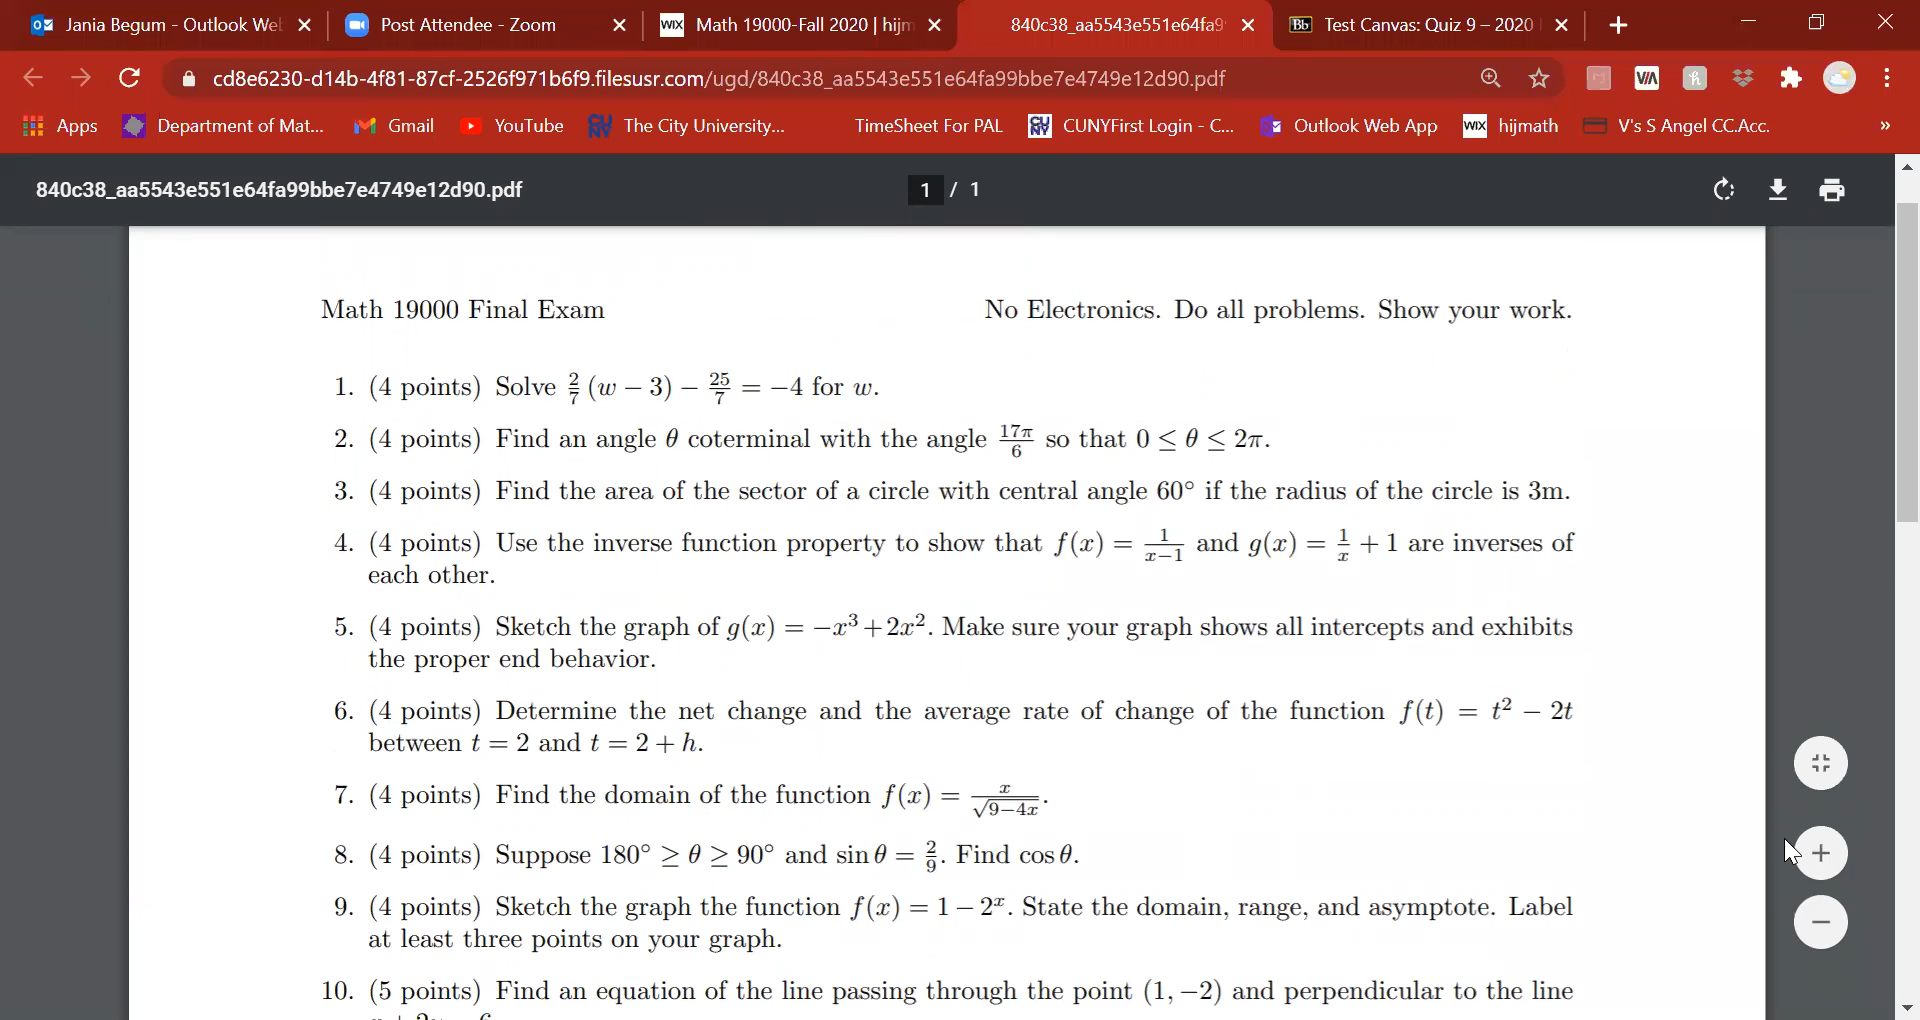 Jania Begum - Outlook We
Post Attendee - Zoom
WIX Math 19000-Fall 2020 | hijm
840c38_aa5543e551e64fa9
Bb Test Canvas: Quiz 9 – 2020
cd8e6230-d14b-4f81-87cf-2526f971b6f9.filesusr.com/ugd/840c38_aa5543e551e64fa99bbe7e4749e12d90.pdf
VIA
Apps Department of Mat... Gmail YouTube The City University... TimeSheet For PAL CUNYFirst Login - C... Outlook Web App WIX hijmath V's S Angel CC.Acc. »
840c38_aa5543e551e64fa99bbe7e4749e12d90.pdf 1 / 1
Math 19000 Final Exam No Electronics. Do all problems. Show your work.
1. (4 points) Solve 2/7 (w − 3) − 25/7 = −4 for w.
2. (4 points) Find an angle θ coterminal with the angle 17π/6 so that 0 ≤ θ ≤ 2π.
3. (4 points) Find the area of the sector of a circle with central angle 60° if the radius of the circle is 3m.
4. (4 points) Use the inverse function property to show that f(x) = 1/(x−1) and g(x) = 1/x + 1 are inverses of
each other.
5. (4 points) Sketch the graph of g(x) = −x³ + 2x². Make sure your graph shows all intercepts and exhibits
the proper end behavior.
6. (4 points) Determine the net change and the average rate of change of the function f(t) = t² − 2t
between t = 2 and t = 2 + h.
7. (4 points) Find the domain of the function f(x) = x/√(9−4x).
8. (4 points) Suppose 180° ≥ θ ≥ 90° and sin θ = 2/9. Find cos θ.
9. (4 points) Sketch the graph the function f(x) = 1 − 2ˣ. State the domain, range, and asymptote. Label
at least three points on your graph.
10. (5 points) Find an equation of the line passing through the point (1, −2) and perpendicular to the line